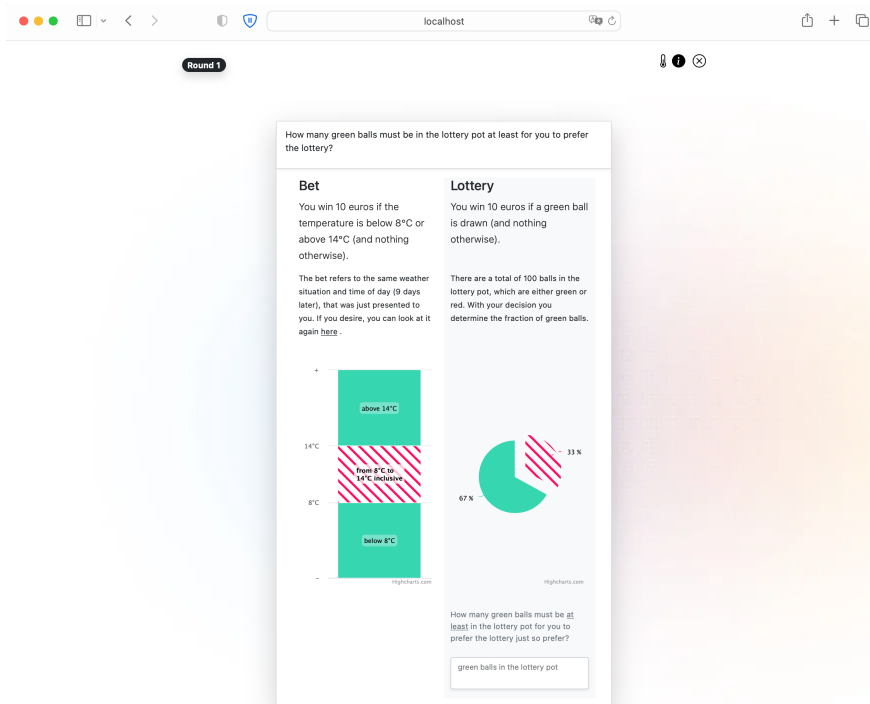 localhost
Round 1
How many green balls must be in the lottery pot at least for you to prefer
the lottery?
Bet
You win 10 euros if the
temperature is below 8°C or
above 14°C (and nothing
otherwise).
The bet refers to the same weather
situation and time of day (9 days
later), that was just presented to
you. If you desire, you can look at it
again here .
+
above 14°C
14°C
from 8°C to
14°C inclusive
8°C
below 8°C
–
Highcharts.com
Lottery
You win 10 euros if a green ball
is drawn (and nothing
otherwise).
There are a total of 100 balls in the
lottery pot, which are either green or
red. With your decision you
determine the fraction of green balls.
33 %
67 %
Highcharts.com
How many green balls must be at
least in the lottery pot for you to
prefer the lottery just so prefer?
green balls in the lottery pot